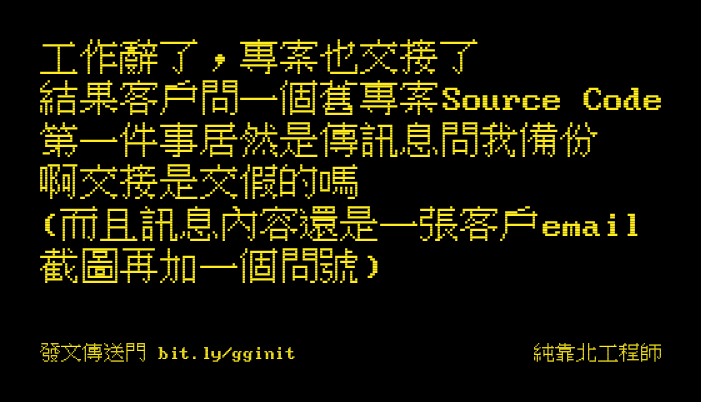 工作辭了，專案也交接了
結果客戶問一個舊專案Source Code
第一件事居然是傳訊息問我備份
啊交接是交假的嗎
(而且訊息內容還是一張客戶email
截圖再加一個問號)
發文傳送門 bit.ly/gginit
純靠北工程師